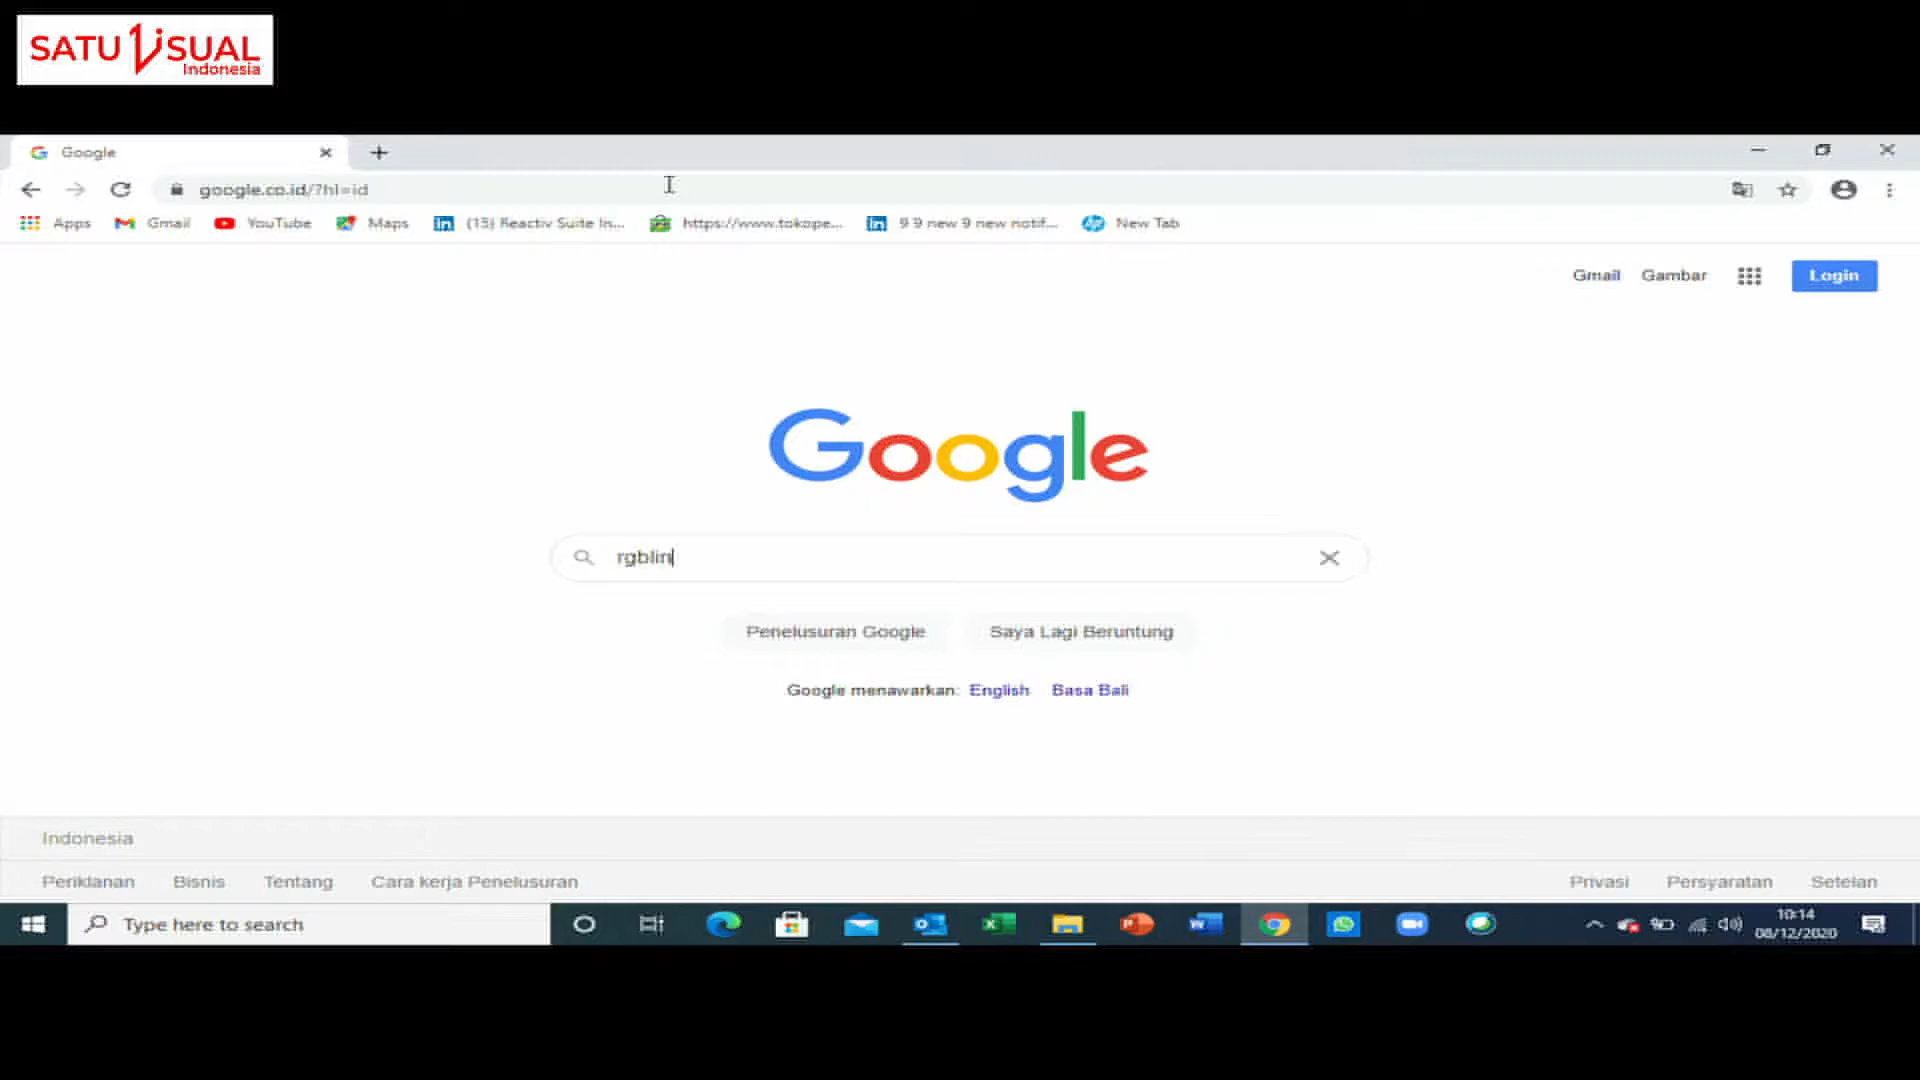 SATU VISUAL
Indonesia
Google
google.co.id/?hl=id
Apps Gmail YouTube Maps (15) Reactiv Suite In... https://www.tokope... 9 9 new 9 new notif... New Tab
Gmail Gambar Login
Google
rgblin
Penelusuran Google Saya Lagi Beruntung
Google menawarkan: English Basa Bali
Indonesia
Periklanan Bisnis Tentang Cara kerja Penelusuran Privasi Persyaratan Setelan
Type here to search
10:14
08/12/2020